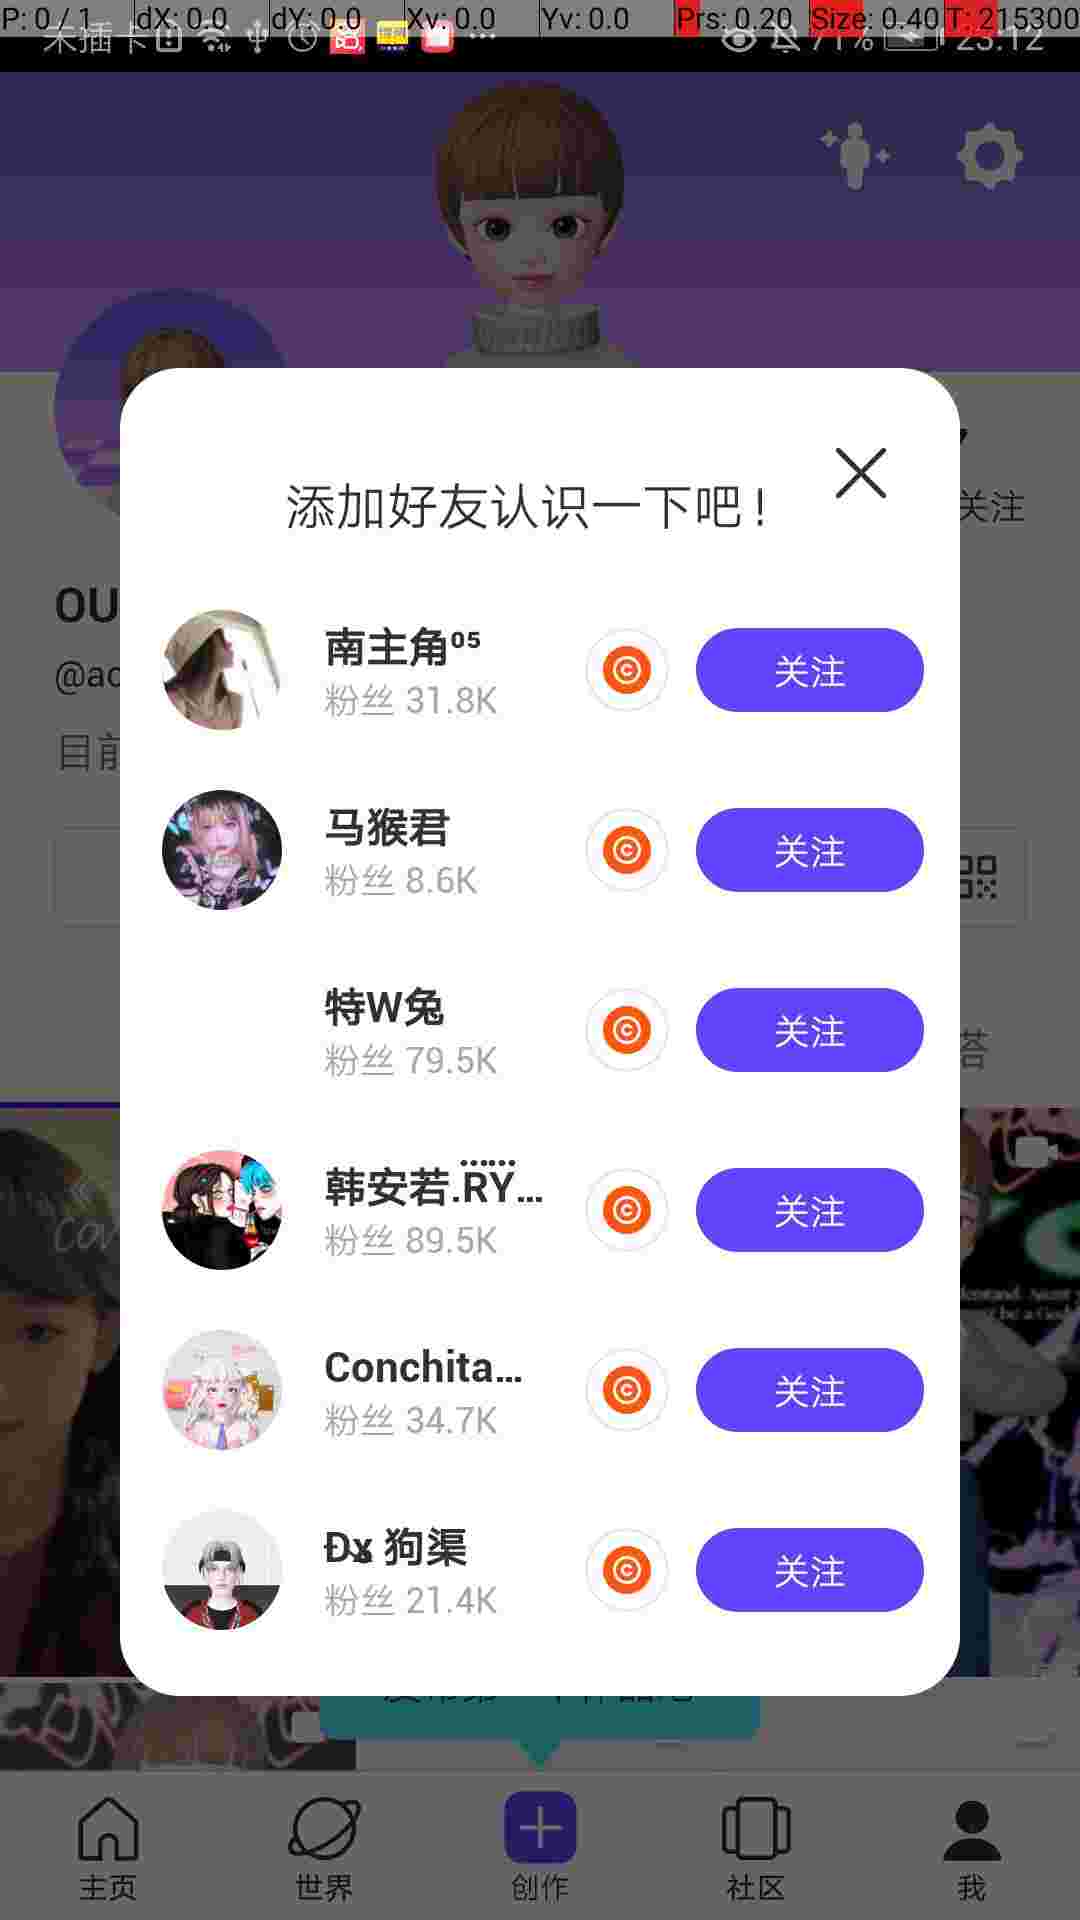 P: 0 / 1 dX: 0.0 dY: 0.0 Xv: 0.0 Yv: 0.0 Prs: 0.20 Size: 0.40 T: 215300
未插卡 71% 23:12
添加好友认识一下吧！
关注
OU
@ac
目前
南主角⁰⁵
粉丝 31.8K
关注
马猴君
粉丝 8.6K
关注
特W兔
粉丝 79.5K
关注
答
韩安若.RY...
粉丝 89.5K
关注
Conchita...
粉丝 34.7K
关注
狗渠
粉丝 21.4K
关注
主页 世界 创作 社区 我